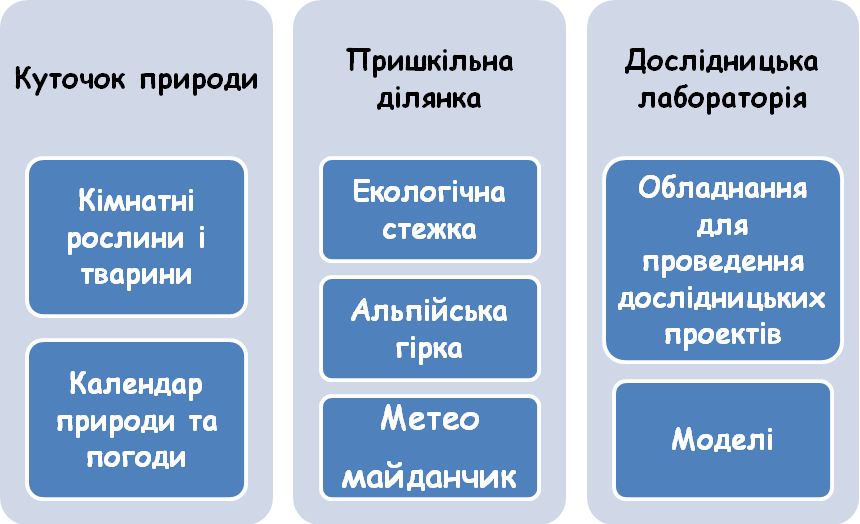 Куточок природи
Кімнатні
рослини і
тварини
Календар
природи та
погоди
Пришкільна
ділянка
Екологічна
стежка
Альпійська
гірка
Метео
майданчик
Дослідницька
лабораторія
Обладнання
для
проведення
дослідницьких
проектів
Моделі